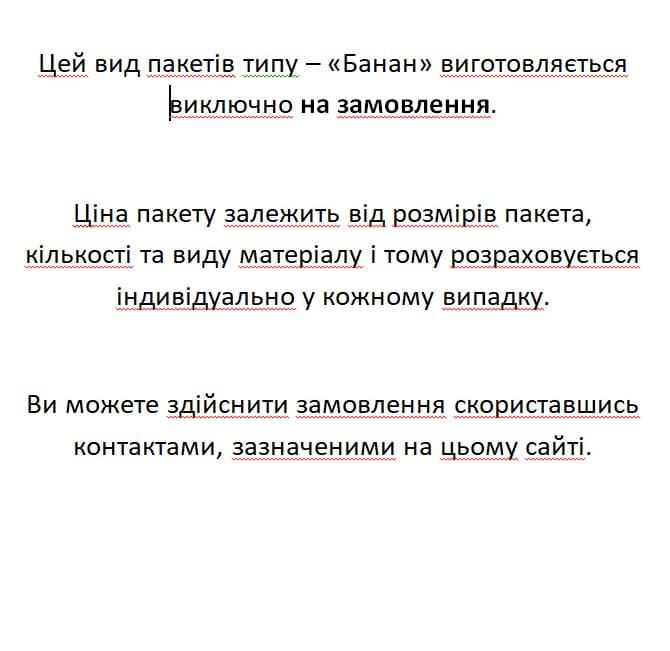 Цей вид пакетів типу – «Банан» виготовляється
виключно на замовлення.
Ціна пакету залежить від розмірів пакета,
кількості та виду матеріалу і тому розраховується
індивідуально у кожному випадку.
Ви можете здійснити замовлення скориставшись
контактами, зазначеними на цьому сайті.